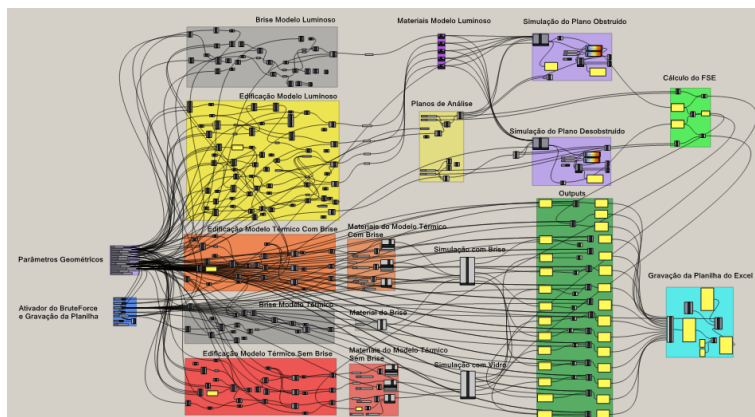 Brise Modelo Luminoso
Materiais Modelo Luminoso
Simulação do Plano Obstruído
Edificação Modelo Luminoso
Planos de Análise
Cálculo do FSE
Simulação do Plano Desobstruído
Outputs
Edificação Modelo Térmico Com Brise
Materiais do Modelo Térmico
Com Brise
Simulação com Brise
Parâmetros Geométricos
Gravação da Planilha do Excel
Ativador do BruteForce
e Gravação da Planilha
Brise Modelo Térmico
Material do Brise
Edificação Modelo Térmico Sem Brise
Materiais do Modelo Térmico
Sem Brise
Simulação com Vidro